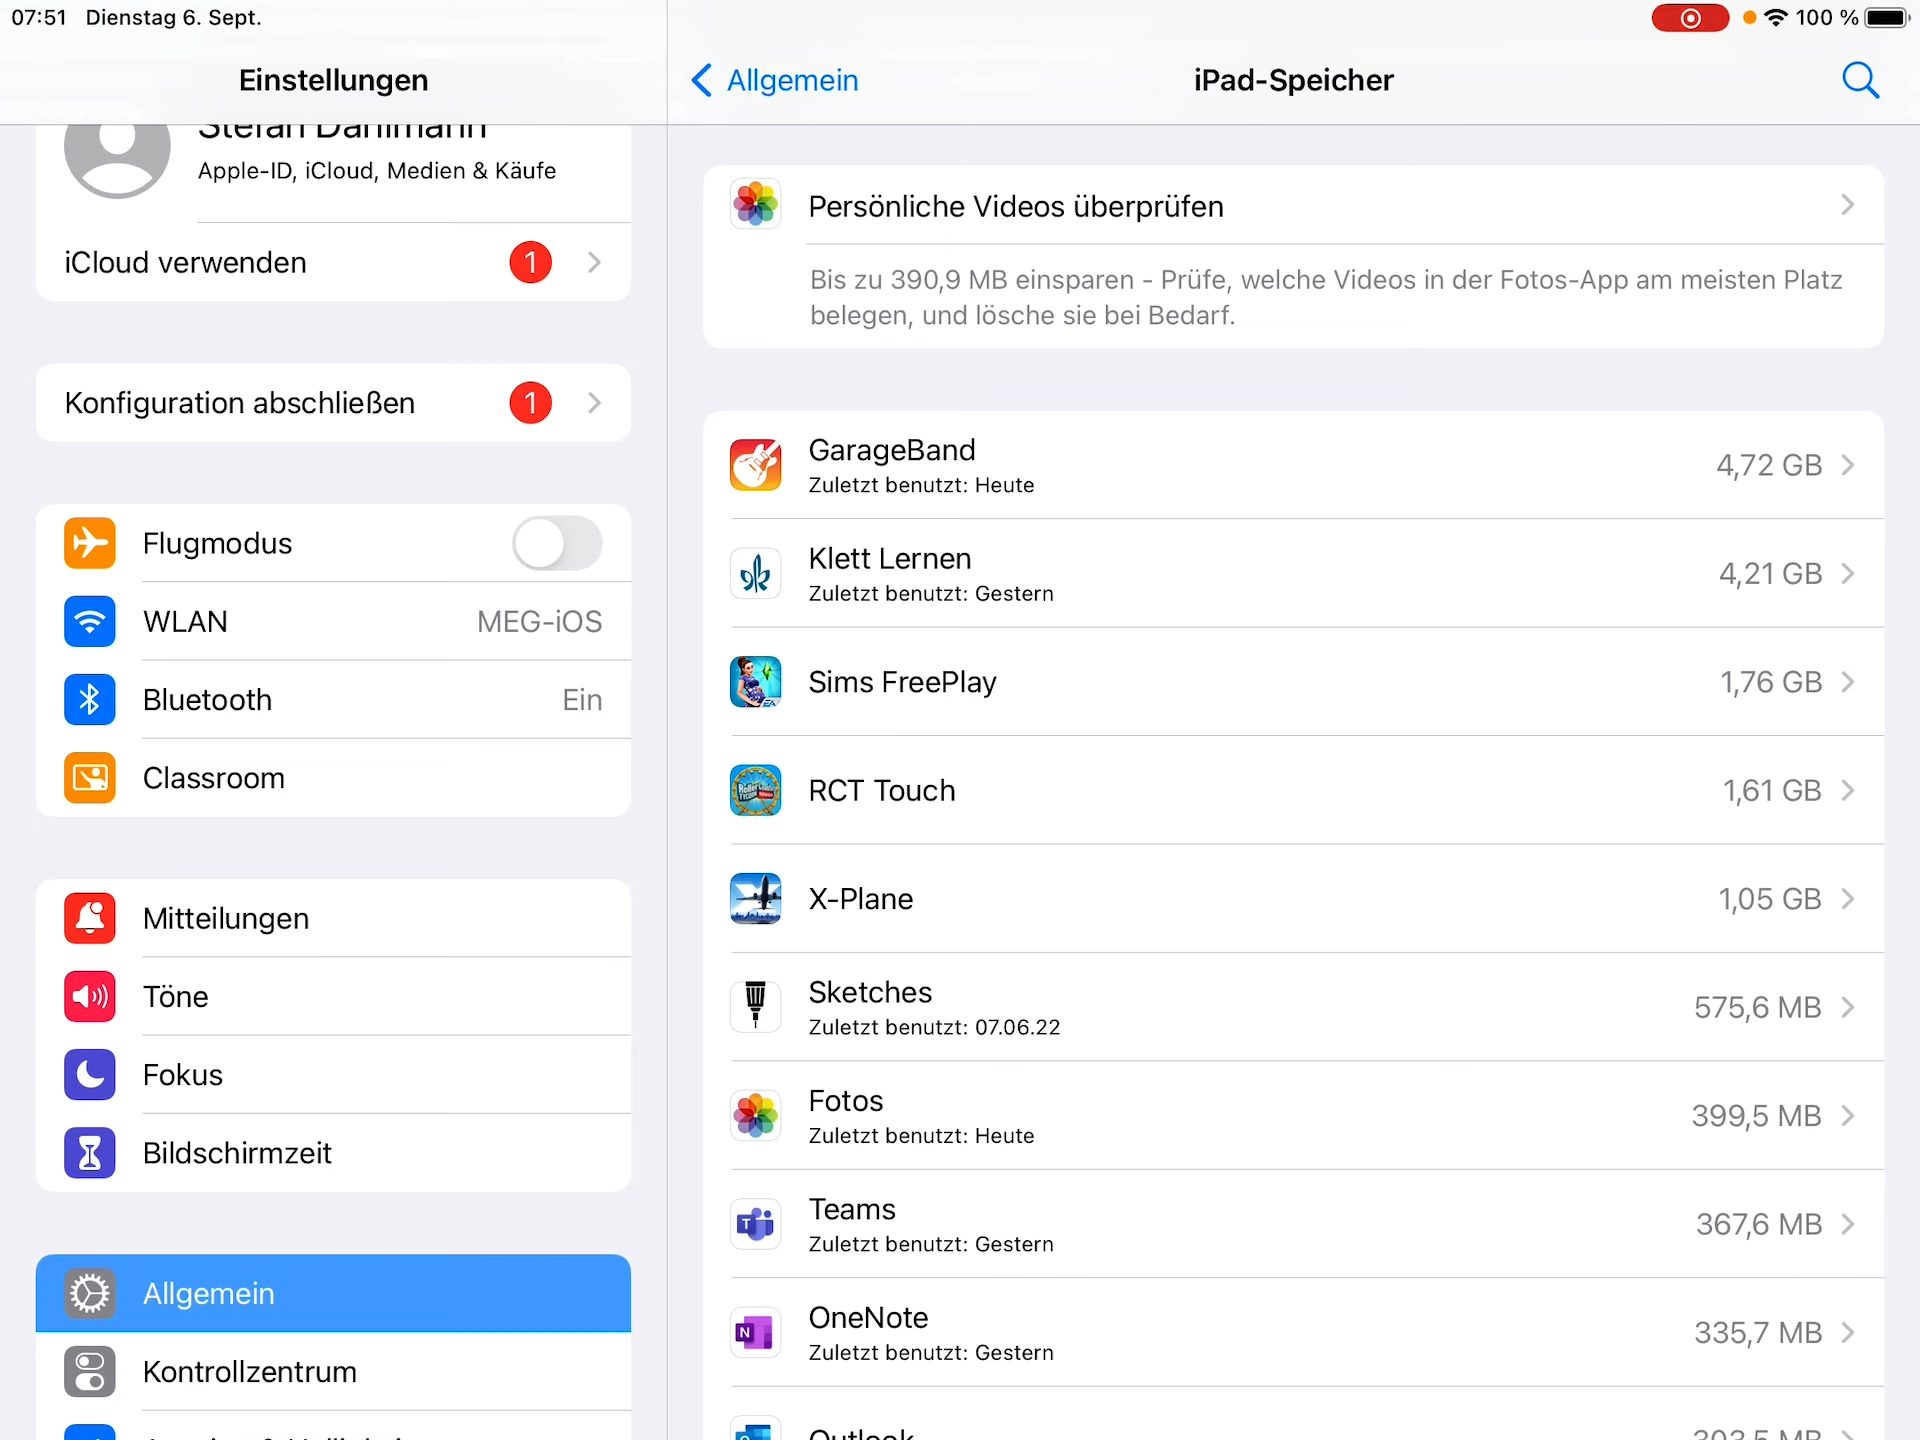 07:51 Dienstag 6. Sept.
100 %
Einstellungen
Allgemein
iPad-Speicher
Stefan Dahlmann
Apple-ID, iCloud, Medien & Käufe
iCloud verwenden 1
Konfiguration abschließen 1
Flugmodus
WLAN MEG-iOS
Bluetooth Ein
Classroom
Mitteilungen
Töne
Fokus
Bildschirmzeit
Allgemein
Kontrollzentrum
Persönliche Videos überprüfen
Bis zu 390,9 MB einsparen - Prüfe, welche Videos in der Fotos-App am meisten Platz
belegen, und lösche sie bei Bedarf.
GarageBand
Zuletzt benutzt: Heute
4,72 GB
Klett Lernen
Zuletzt benutzt: Gestern
4,21 GB
Sims FreePlay
1,76 GB
RCT Touch
1,61 GB
X-Plane
1,05 GB
Sketches
Zuletzt benutzt: 07.06.22
575,6 MB
Fotos
Zuletzt benutzt: Heute
399,5 MB
Teams
Zuletzt benutzt: Gestern
367,6 MB
OneNote
Zuletzt benutzt: Gestern
335,7 MB
Outlook
303,5 MB